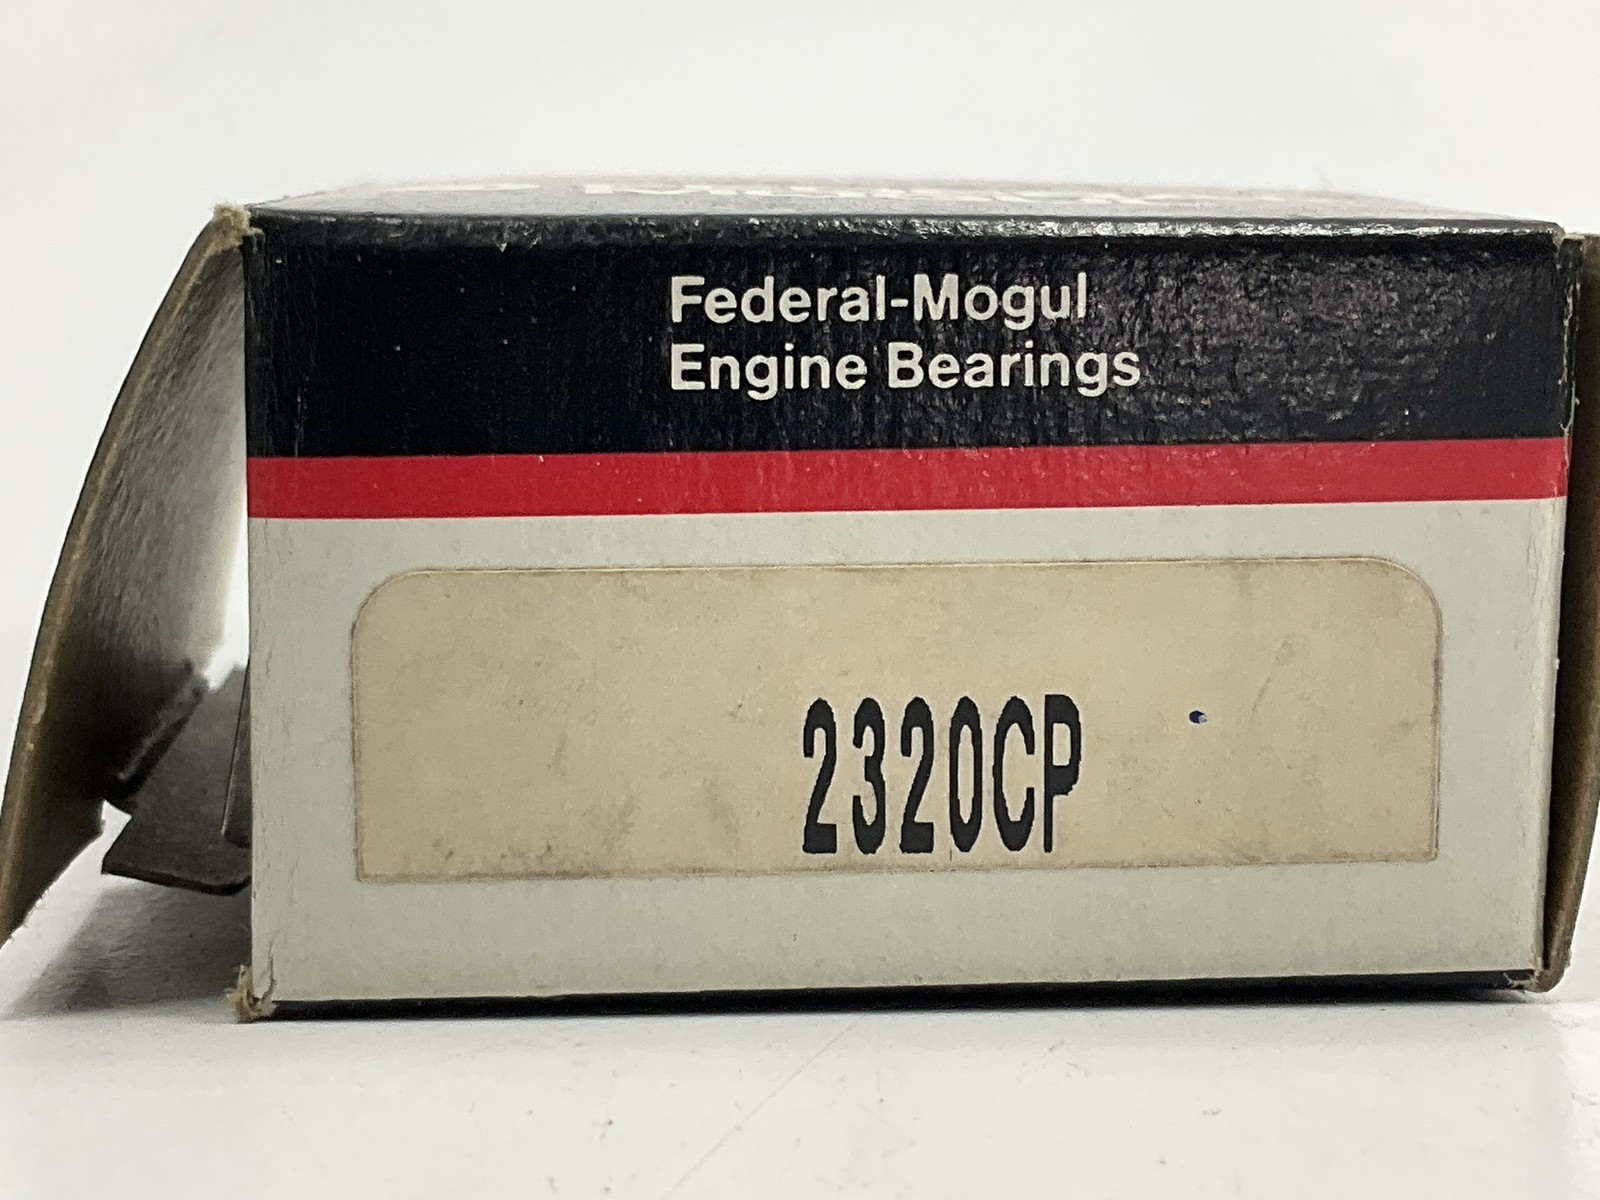 Federal-Mogul
Engine Bearings
2320CP